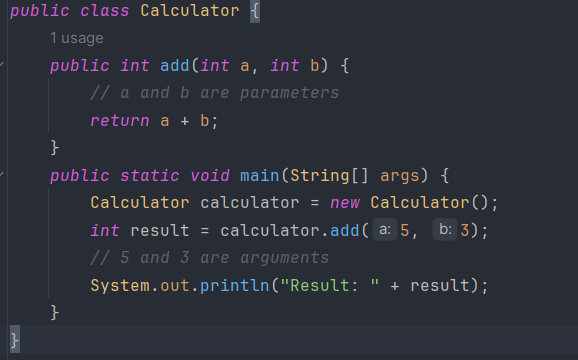 public class Calculator {
1 usage
public int add(int a, int b) {
// a and b are parameters
return a + b;
}
public static void main(String[] args) {
Calculator calculator = new Calculator();
int result = calculator.add( a: 5, b: 3);
// 5 and 3 are arguments
System.out.println("Result: " + result);
}
}